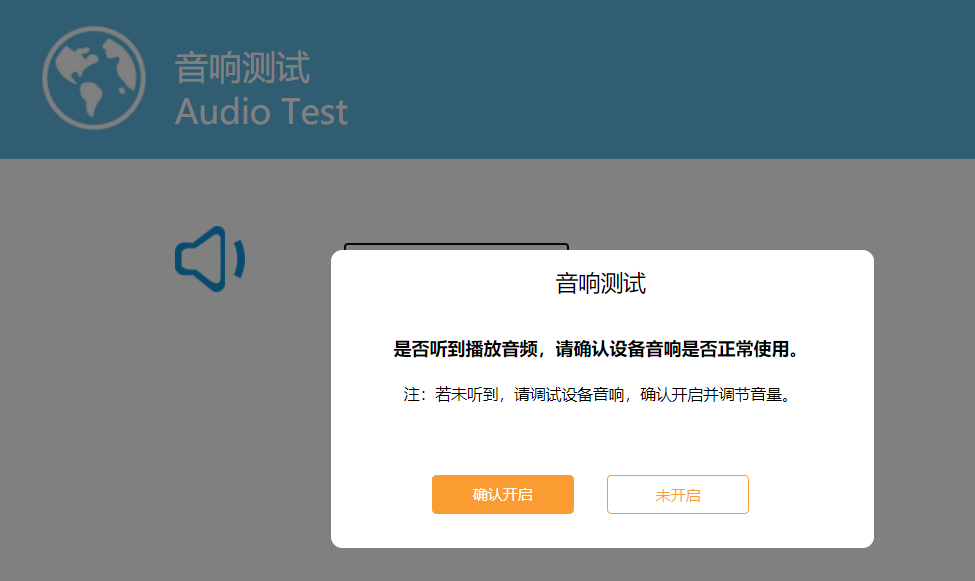 音响测试
Audio Test
音响测试
是否听到播放音频，请确认设备音响是否正常使用。
注：若未听到，请调试设备音响，确认开启并调节音量。
确认开启
未开启